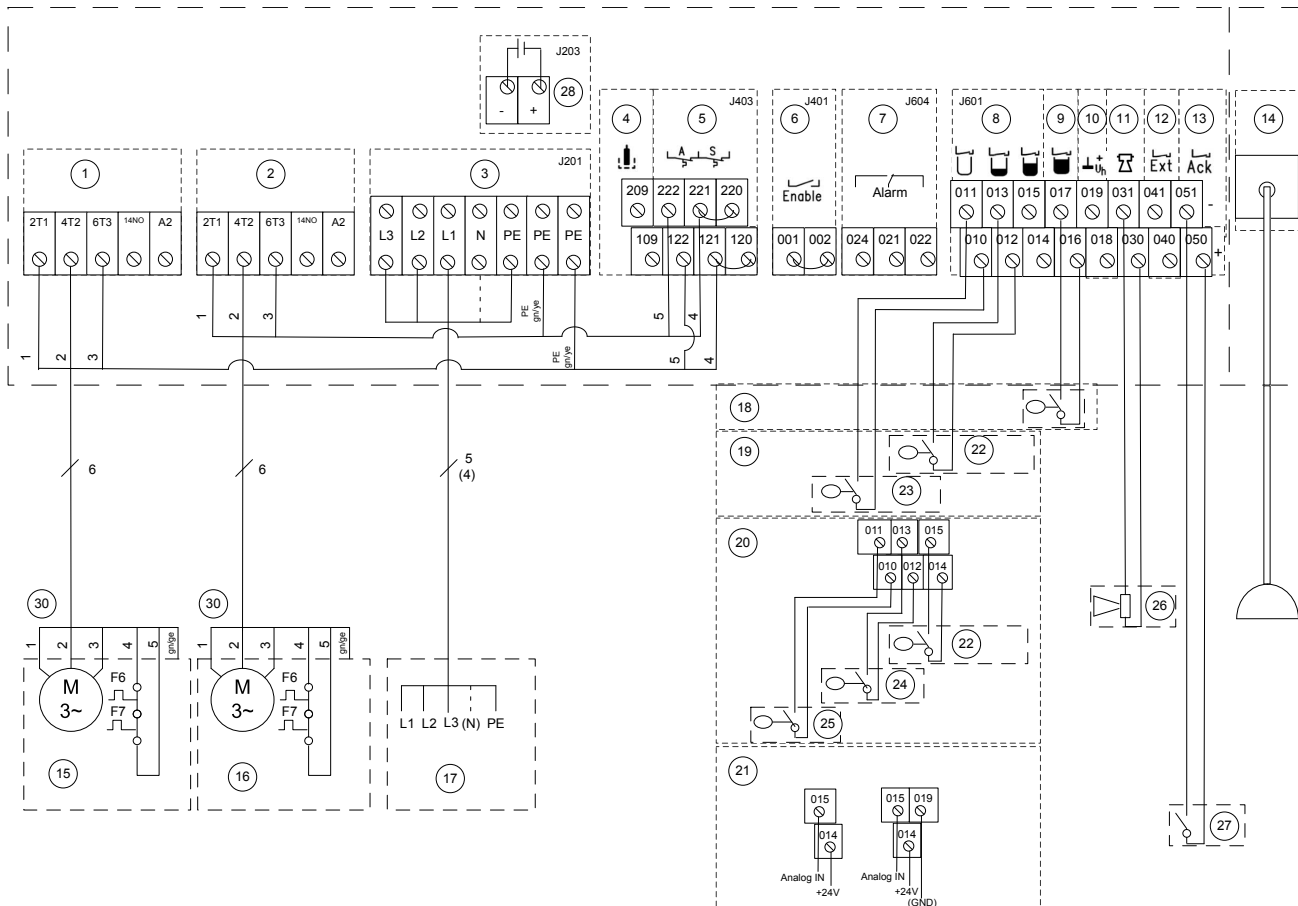 J203
28
- +
4 5 J403
6 J401
7 J604
J601 8 9 10 11 12 13
14
1
2
3 J201
A S
Enable
Alarm
+ Uh
Ext
Ack
2T1 4T2 6T3 14NO A2
2T1 4T2 6T3 14NO A2
L3 L2 L1 N PE PE PE
209 222 221 220
109 122 121 120
001 002
024 021 022
011 013 015 017 019 031 041 051 -
010 012 014 016 018 030 040 050 +
1 2 3 PE gn/ye 5 4
1 2 3 PE gn/ye 5 4
18
19 22
23
6
6
5
(4)
20
011 013 015
010 012 014
22
24
25
26
27
30
1 2 3 4 5 gn/ge
30
1 2 3 4 5 gn/ge
M
3~
F6
F7
15
M
3~
F6
F7
16
L1 L2 L3 (N) PE
17
21
015
014
Analog IN
+24V
015 019
014
Analog IN
+24V
(GND)